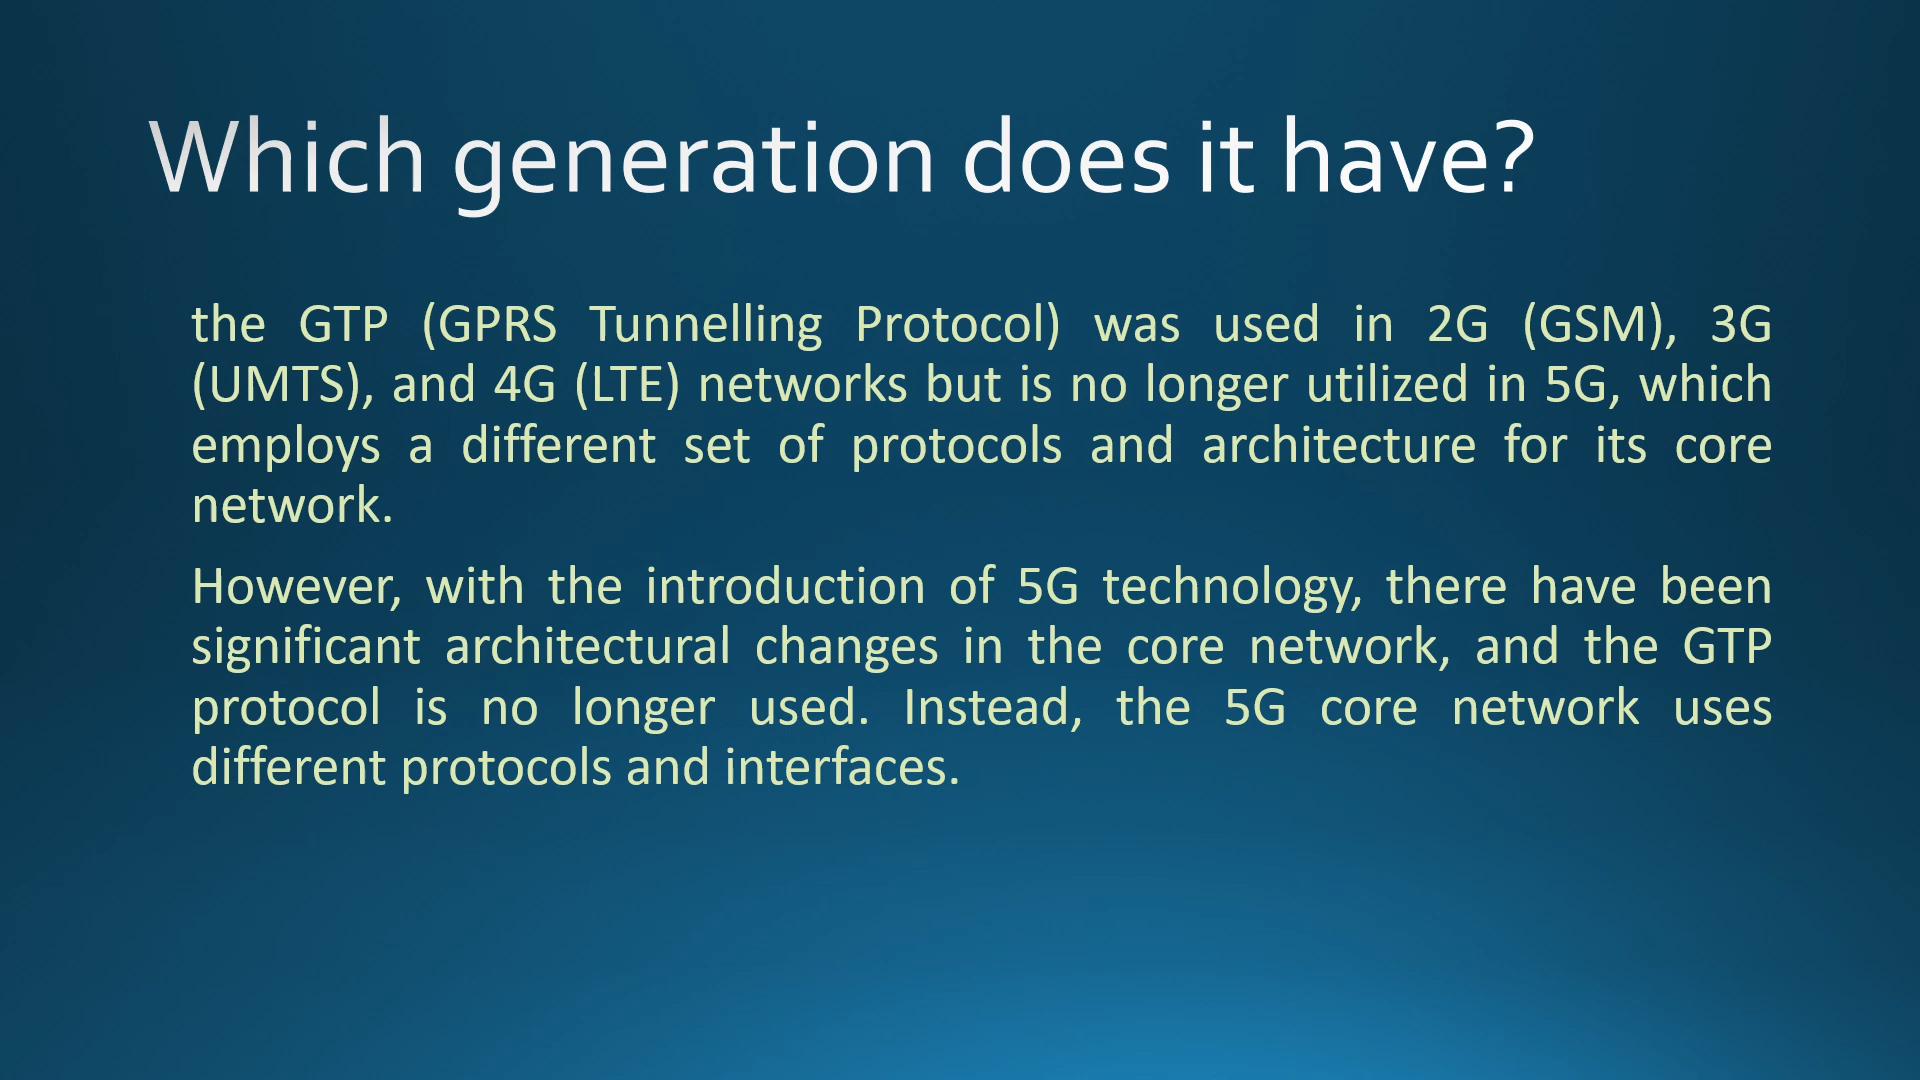 Which generation does it have?
the GTP (GPRS Tunnelling Protocol) was used in 2G (GSM), 3G
(UMTS), and 4G (LTE) networks but is no longer utilized in 5G, which
employs a different set of protocols and architecture for its core
network.
However, with the introduction of 5G technology, there have been
significant architectural changes in the core network, and the GTP
protocol is no longer used. Instead, the 5G core network uses
different protocols and interfaces.